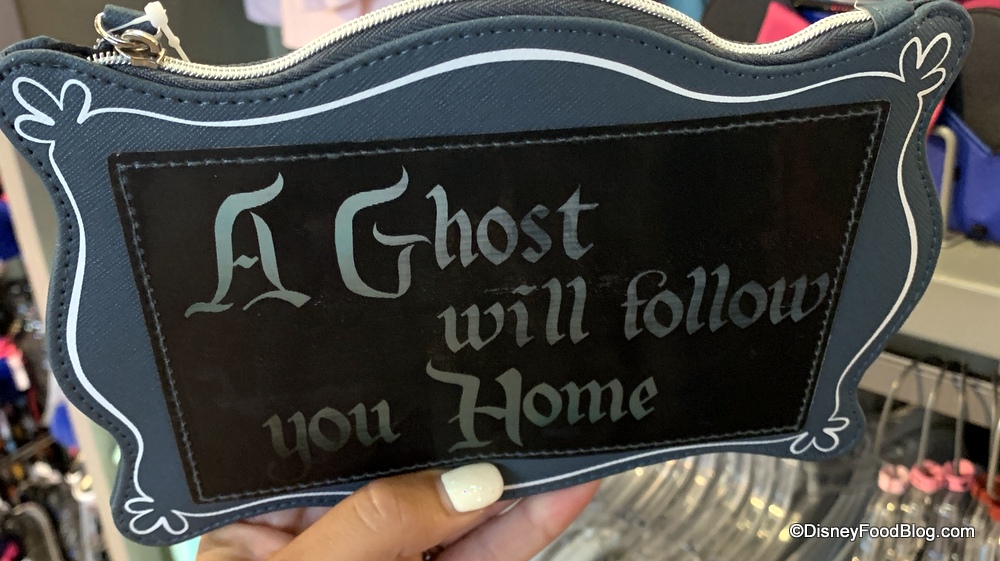 A Ghost
will follow
you Home
©DisneyFoodBlog.com